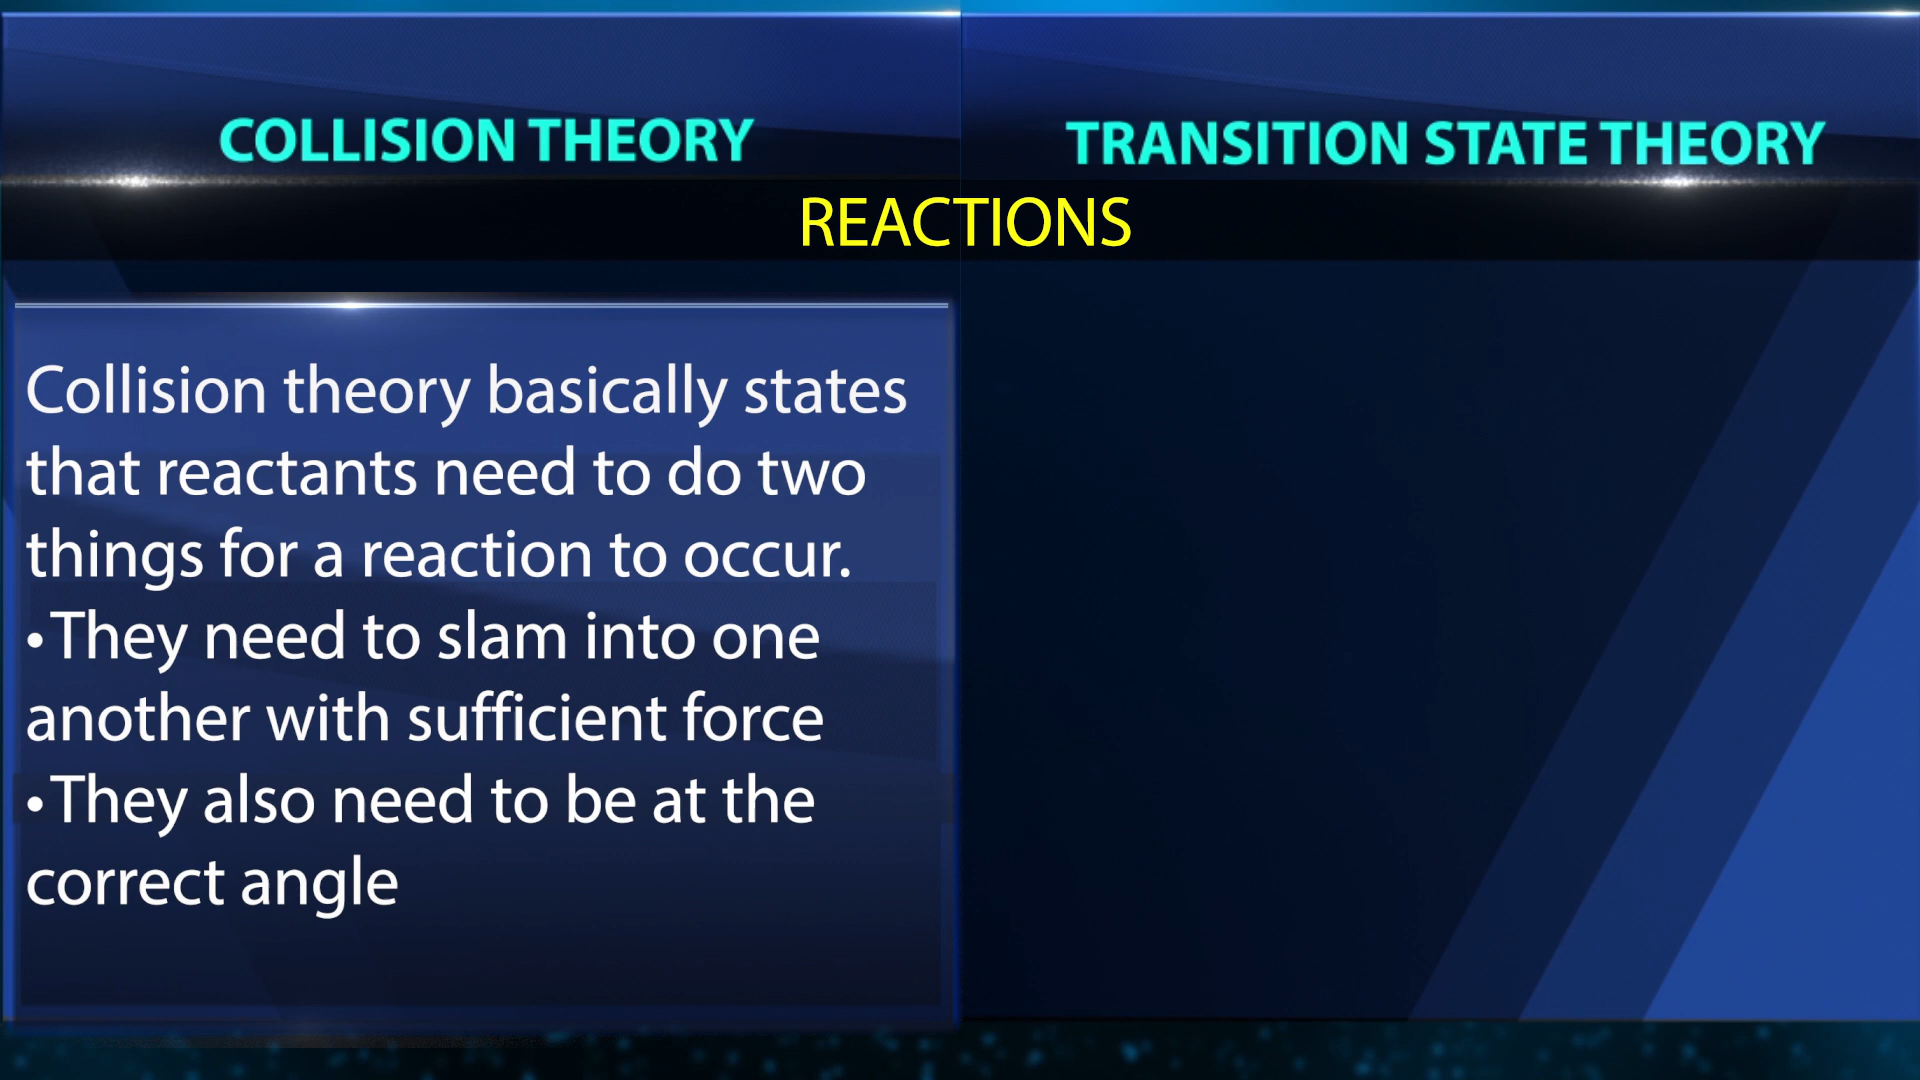 COLLISION THEORY
TRANSITION STATE THEORY
REACTIONS
Collision theory basically states
that reactants need to do two
things for a reaction to occur.
•They need to slam into one
another with sufficient force
•They also need to be at the
correct angle